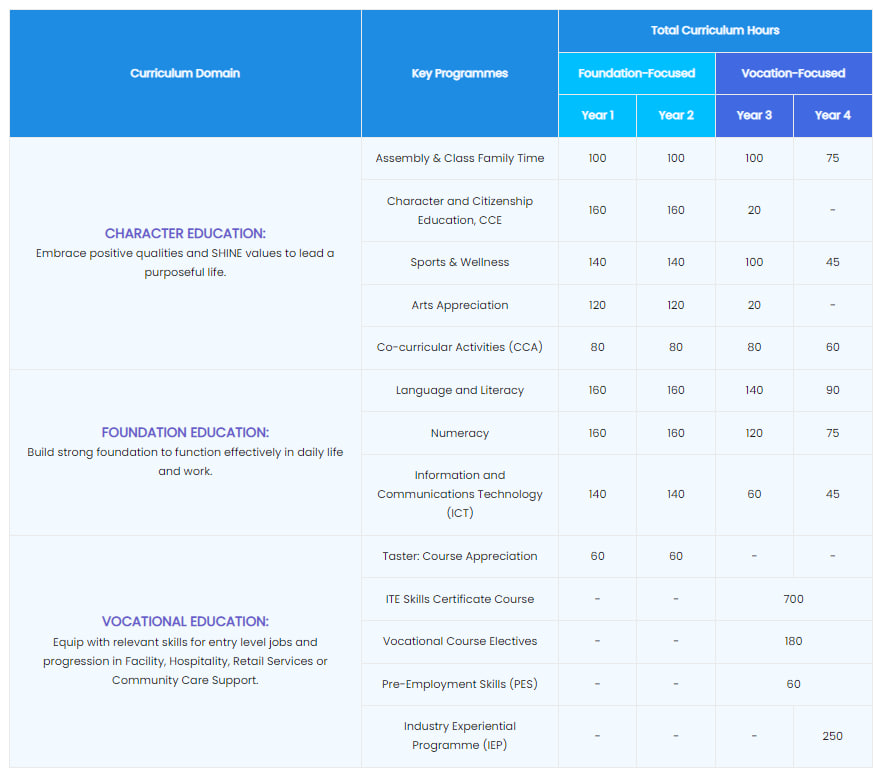 Total Curriculum Hours
Curriculum Domain
Key Programmes
Foundation-Focused
Vocation-Focused
Year 1
Year 2
Year 3
Year 4
CHARACTER EDUCATION:
Embrace positive qualities and SHINE values to lead a
purposeful life.
Assembly & Class Family Time 100 100 100 75
Character and Citizenship
Education, CCE 160 160 20 -
Sports & Wellness 140 140 100 45
Arts Appreciation 120 120 20 -
Co-curricular Activities (CCA) 80 80 80 60
FOUNDATION EDUCATION:
Build strong foundation to function effectively in daily life
and work.
Language and Literacy 160 160 140 90
Numeracy 160 160 120 75
Information and
Communications Technology
(ICT) 140 140 60 45
VOCATIONAL EDUCATION:
Equip with relevant skills for entry level jobs and
progression in Facility, Hospitality, Retail Services or
Community Care Support.
Taster: Course Appreciation 60 60 - -
ITE Skills Certificate Course - - 700
Vocational Course Electives - - 180
Pre-Employment Skills (PES) - - 60
Industry Experiential
Programme (IEP) - - - 250